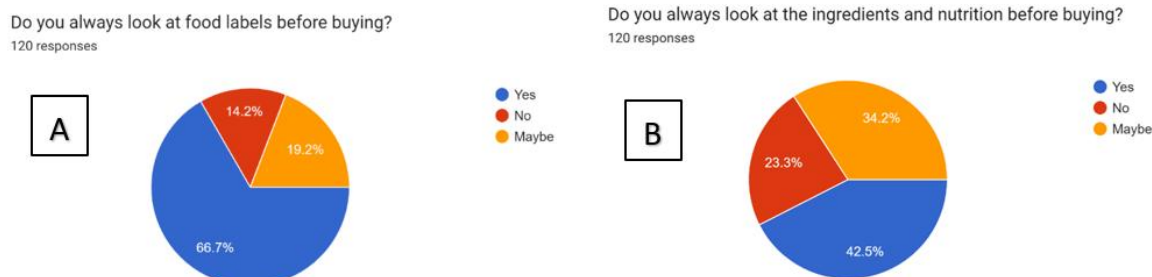 Do you always look at food labels before buying?
120 responses
A
14.2%
19.2%
66.7%
Yes
No
Maybe
Do you always look at the ingredients and nutrition before buying?
120 responses
B
34.2%
23.3%
42.5%
Yes
No
Maybe